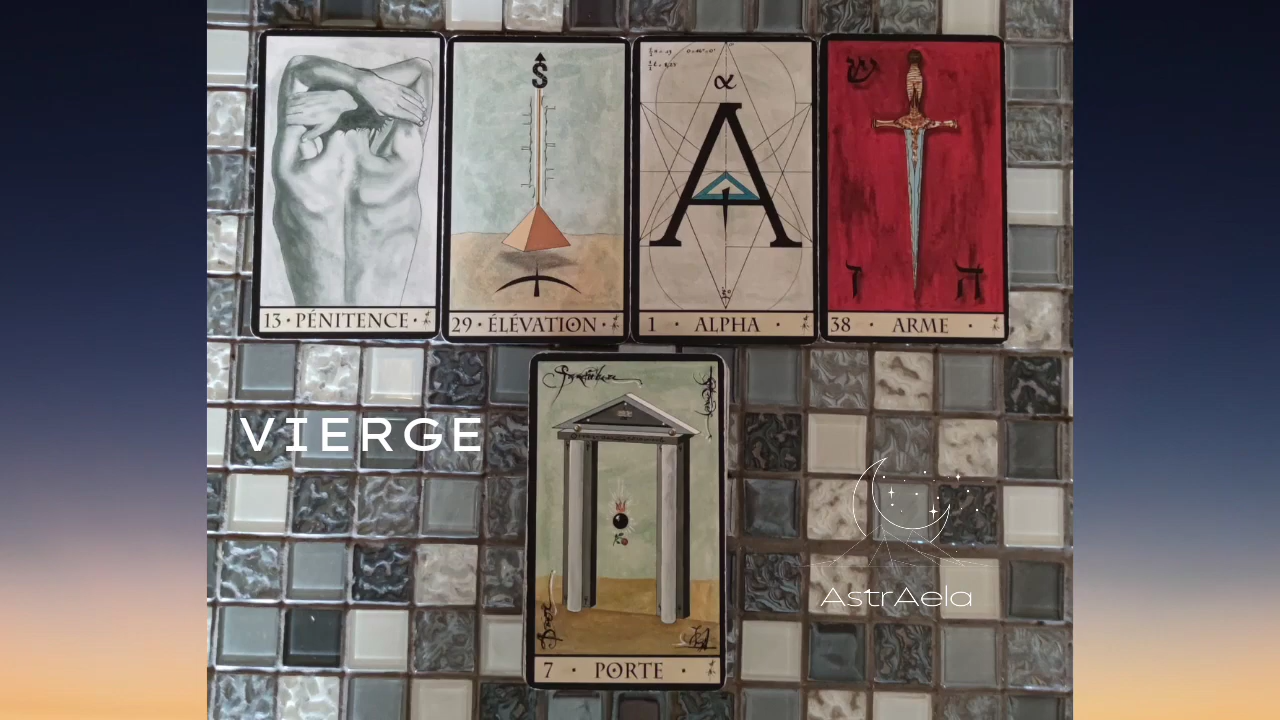 13 · PÉNITENCE ·
29 · ÉLÉVATION ·
1 · ALPHA ·
38 · ARME ·
α
A
ש
ו
ה
VIERGE
7 · PORTE ·
AstrAela